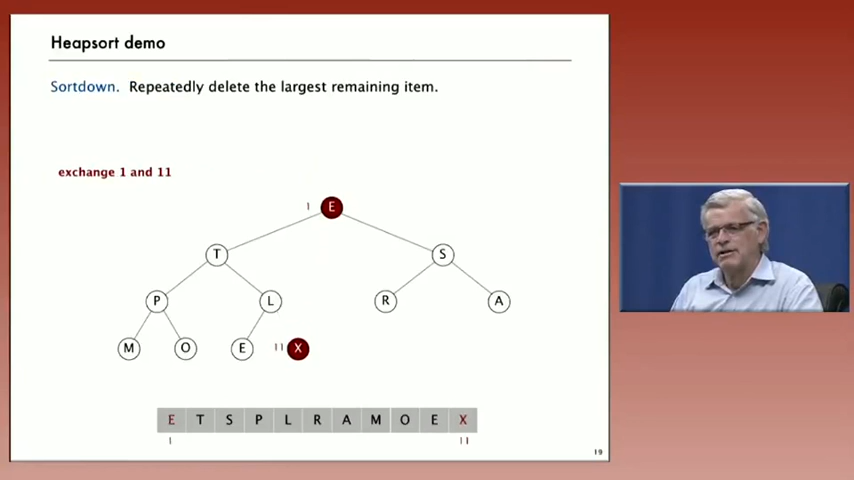 Heapsort demo
Sortdown. Repeatedly delete the largest remaining item.
exchange 1 and 11
1 E
T S
P L R A
M O E 11 X
E T S P L R A M O E X
1 11
19